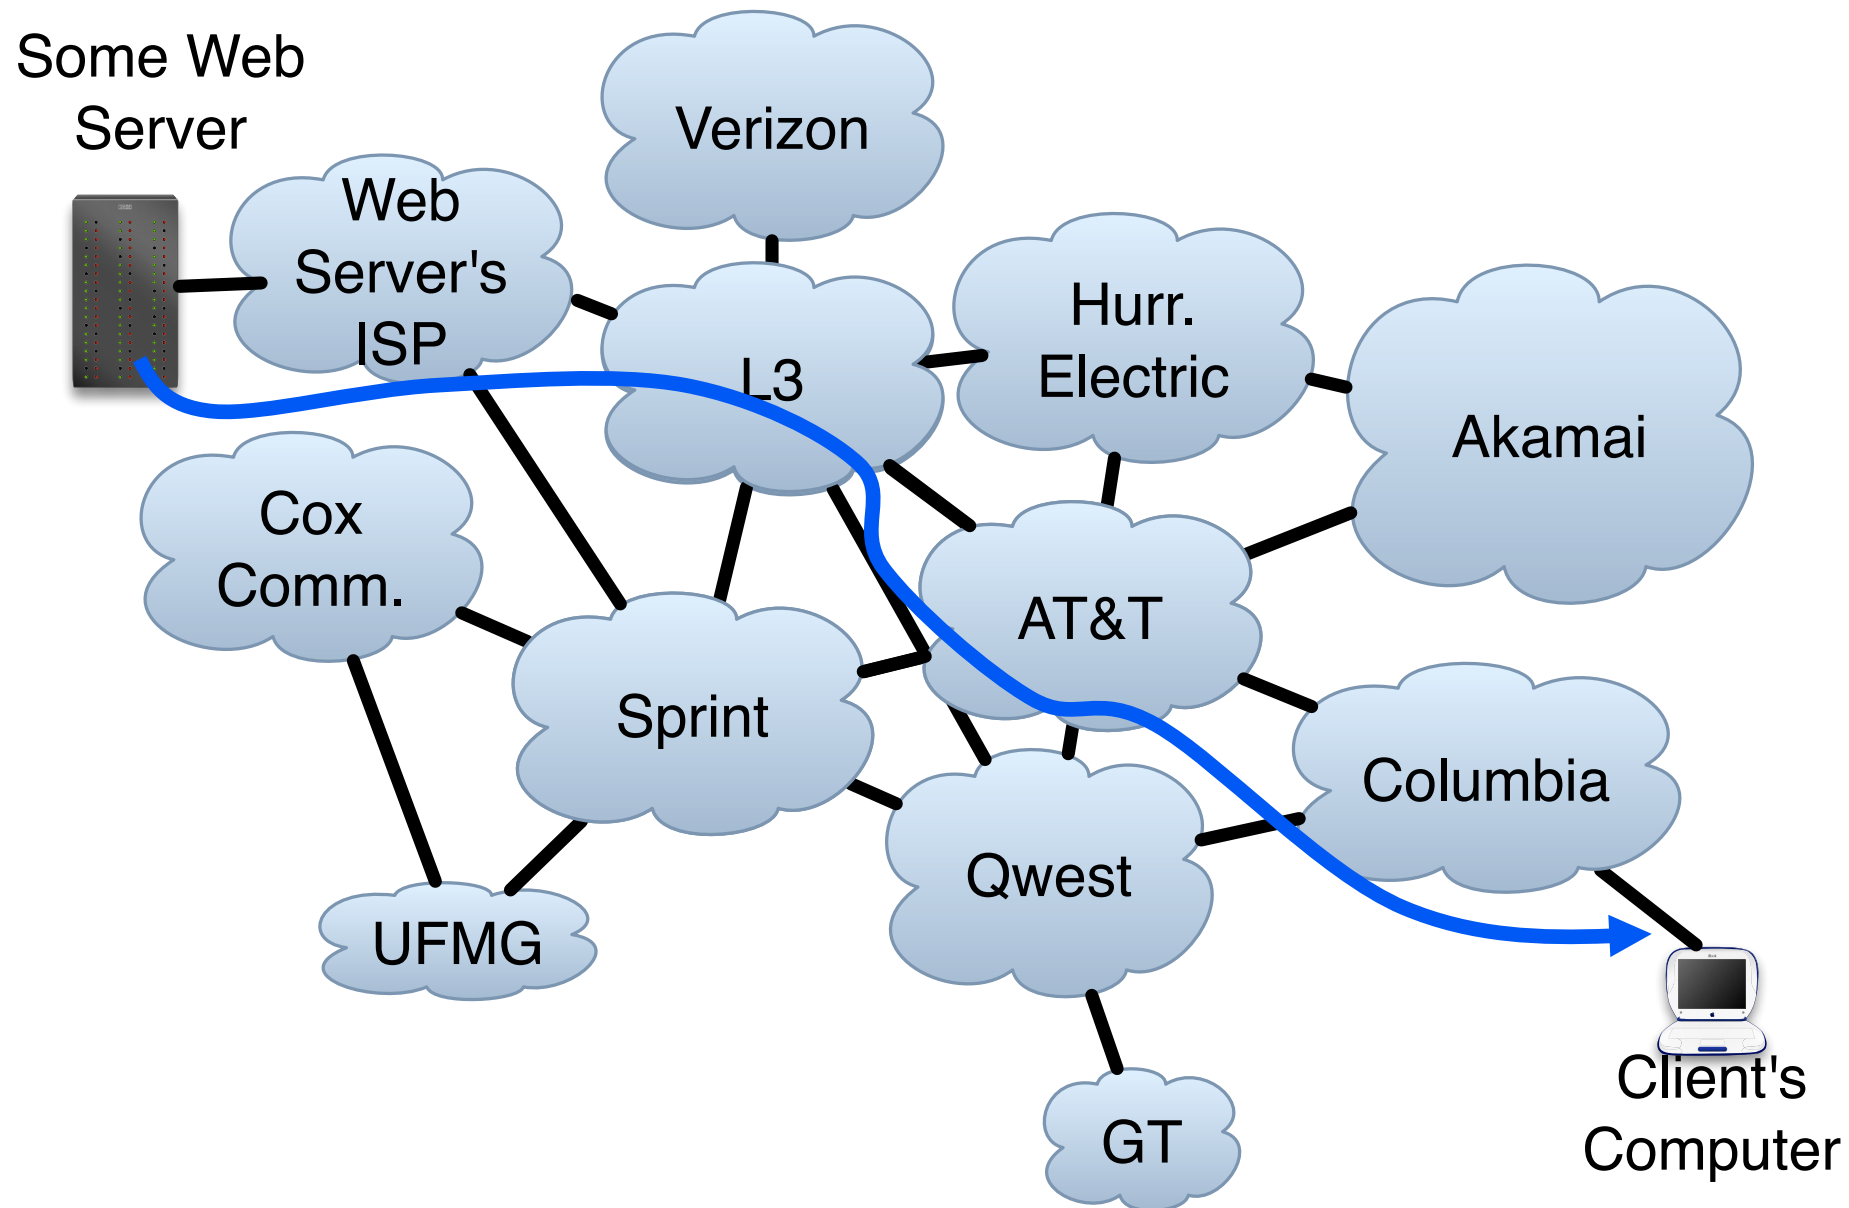 Some Web
Server
Verizon
Web
Server's
ISP
Hurr.
Electric
L3
Akamai
Cox
Comm.
AT&T
Sprint
Columbia
Qwest
UFMG
GT
Client's
Computer